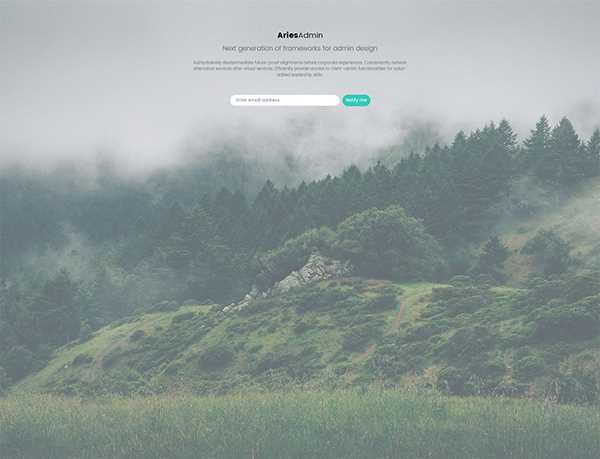 AriesAdmin
Next generation of frameworks for admin design
Authoritatively disintermediate future-proof alignments before corporate experiences. Conveniently network
alternative services after virtual services. Efficiently provide access to client-centric functionalities for value-
added leadership skills.
Enter email address Notify me